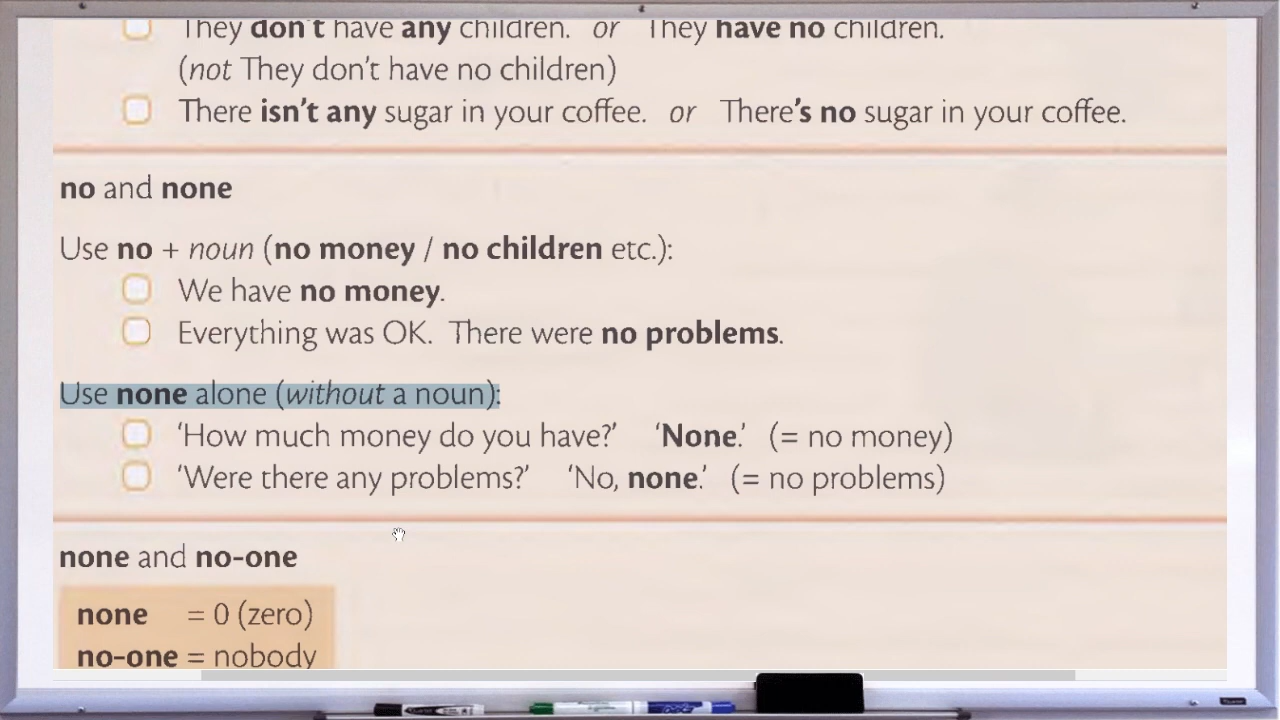 They don't have any children. or They have no children.
(not They don't have no children)
There isn't any sugar in your coffee. or There's no sugar in your coffee.
no and none
Use no + noun (no money / no children etc.):
We have no money.
Everything was OK. There were no problems.
Use none alone (without a noun):
'How much money do you have?' 'None.' (= no money)
'Were there any problems?' 'No, none.' (= no problems)
none and no-one
none = 0 (zero)
no-one = nobody